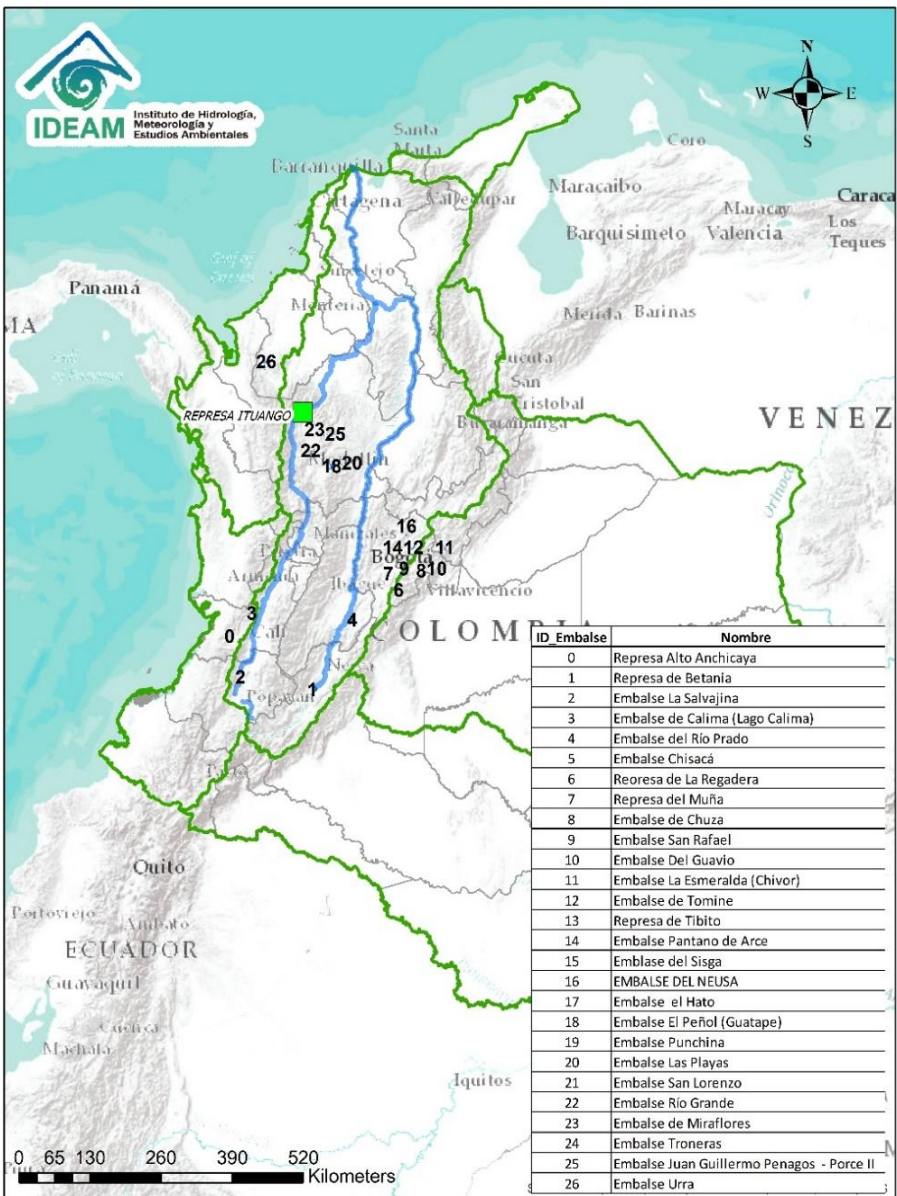 IDEAM
Instituto de Hidrología,
Meteorología y
Estudios Ambientales
N
W
E
S
Santa
Marta
Coro
Barranquilla
Maracaibo
Caraca
Cartagena
Valledupar
Maracay
Barquisimeto
Valencia
Los
Teques
Sincelejo
Panamá
Monteria
Merida
Barinas
MA
Cucuta
San
Cristobal
26
REPRESA ITUANGO
Bucaramanga
VENEZ
23
25
22
Medellin
18
20
Orinoco
16
Manizales
14
12
11
Bogotá
Pereira
9
8
10
7
Armenia
Ibague
6
Villavicencio
3
4
0
Cali
COLOMBIA
Neiva
2
1
Popayan
Pasto
Quito
Portoviejo
Ambato
ECUADOR
Guayaquil
Cuenca
Machala
Iquitos
ID_Embalse Nombre
0 Represa Alto Anchicaya
1 Represa de Betania
2 Embalse La Salvajina
3 Embalse de Calima (Lago Calima)
4 Embalse del Río Prado
5 Embalse Chisacá
6 Reoresa de La Regadera
7 Represa del Muña
8 Embalse de Chuza
9 Embalse San Rafael
10 Embalse Del Guavio
11 Embalse La Esmeralda (Chivor)
12 Embalse de Tomine
13 Represa de Tibito
14 Embalse Pantano de Arce
15 Emblase del Sisga
16 EMBALSE DEL NEUSA
17 Embalse el Hato
18 Embalse El Peñol (Guatape)
19 Embalse Punchina
20 Embalse Las Playas
21 Embalse San Lorenzo
22 Embalse Río Grande
23 Embalse de Miraflores
24 Embalse Troneras
25 Embalse Juan Guillermo Penagos - Porce II
26 Embalse Urra
0 65 130 260 390 520
Kilometers